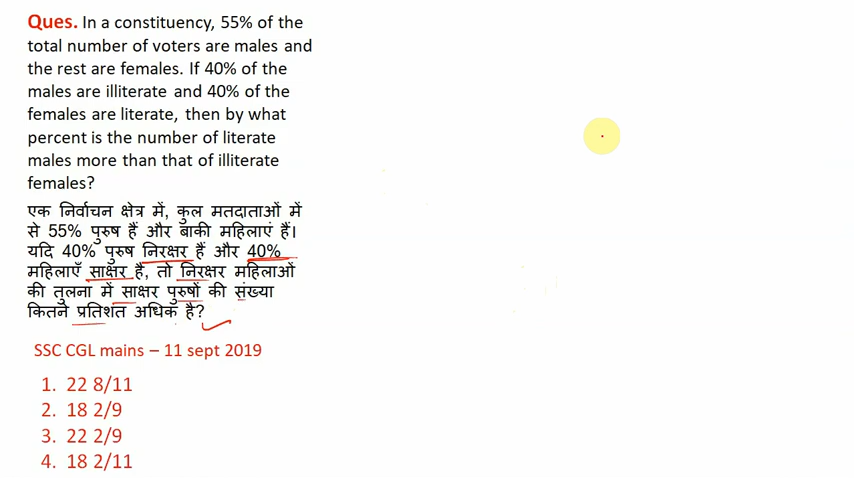 Ques. In a constituency, 55% of the
total number of voters are males and
the rest are females. If 40% of the
males are illiterate and 40% of the
females are literate, then by what
percent is the number of literate
males more than that of illiterate
females?
एक निर्वाचन क्षेत्र में, कुल मतदाताओं में
से 55% पुरुष हैं और बाकी महिलाएं हैं।
यदि 40% पुरुष निरक्षर हैं और 40%
महिलाएँ साक्षर हैं, तो निरक्षर महिलाओं
की तुलना में साक्षर पुरुषों की संख्या
कितने प्रतिशत अधिक है?
SSC CGL mains – 11 sept 2019
1. 22 8/11
2. 18 2/9
3. 22 2/9
4. 18 2/11